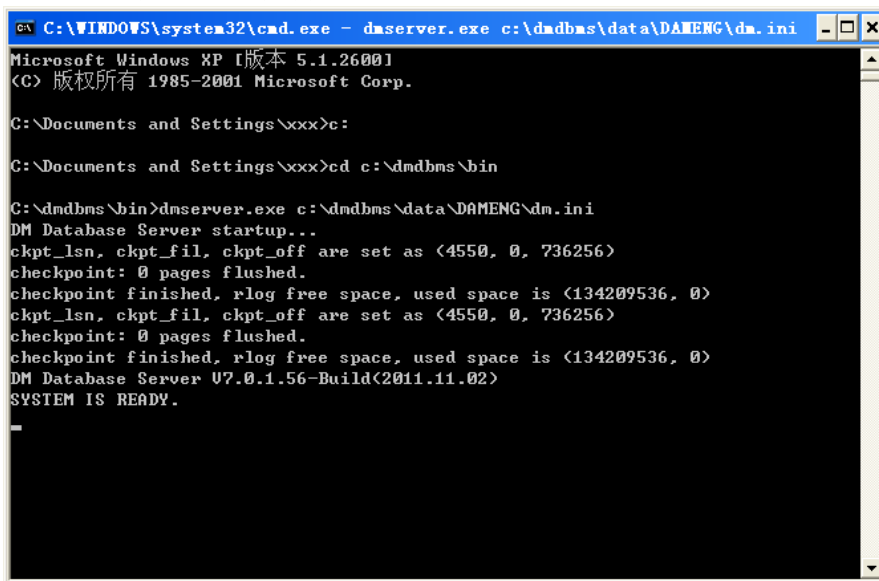 C:\WINDOWS\system32\cmd.exe - dmserver.exe c:\dmdbms\data\DAMENG\dm.ini
Microsoft Windows XP [版本 5.1.2600]
(C) 版权所有 1985-2001 Microsoft Corp.
C:\Documents and Settings\xxx>c:
C:\Documents and Settings\xxx>cd c:\dmdbms\bin
C:\dmdbms\bin>dmserver.exe c:\dmdbms\data\DAMENG\dm.ini
DM Database Server startup...
ckpt_lsn, ckpt_fil, ckpt_off are set as (4550, 0, 736256)
checkpoint: 0 pages flushed.
checkpoint finished, rlog free space, used space is (134209536, 0)
ckpt_lsn, ckpt_fil, ckpt_off are set as (4550, 0, 736256)
checkpoint: 0 pages flushed.
checkpoint finished, rlog free space, used space is (134209536, 0)
DM Database Server V7.0.1.56-Build(2011.11.02)
SYSTEM IS READY.